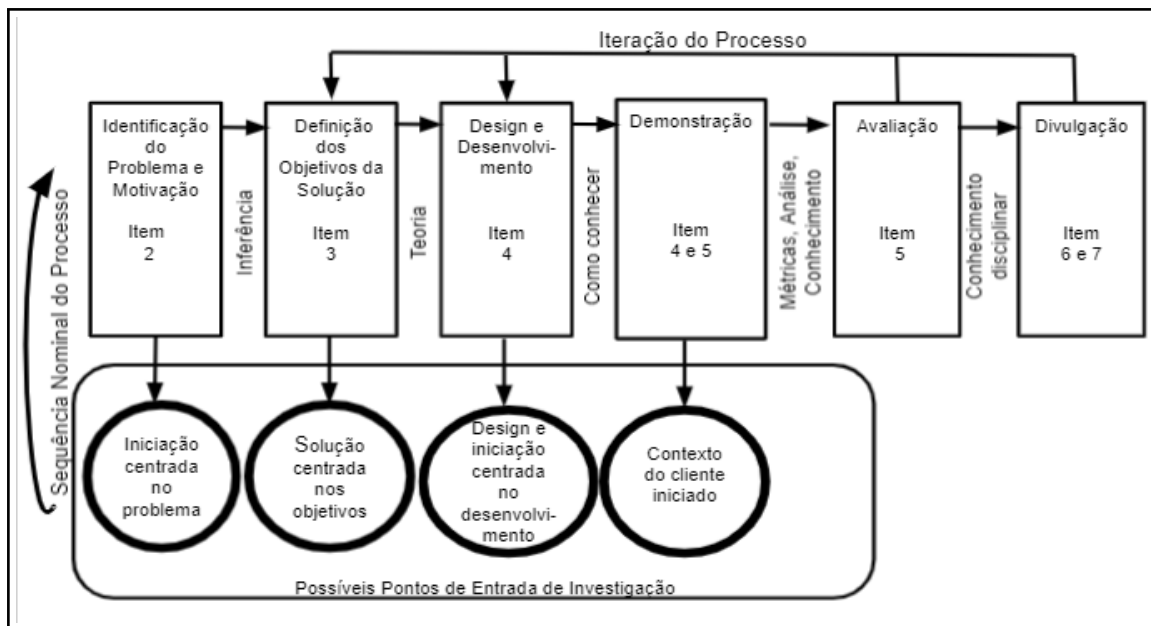 Iteração do Processo
Identificação
do
Problema e
Motivação
Item
2
Inferência
Definição
dos
Objetivos da
Solução
Item
3
Teoria
Design e
Desenvolvi-
mento
Item
4
Como conhecer
Demonstração
Item
4 e 5
Métricas, Análise,
Conhecimento
Avaliação
Item
5
Conhecimento
disciplinar
Divulgação
Item
6 e 7
Sequência Nominal do Processo
Iniciação
centrada
no
problema
Solução
centrada
nos
objetivos
Design e
iniciação
centrada
no
desenvolvi-
mento
Contexto
do cliente
iniciado
Possíveis Pontos de Entrada de Investigação